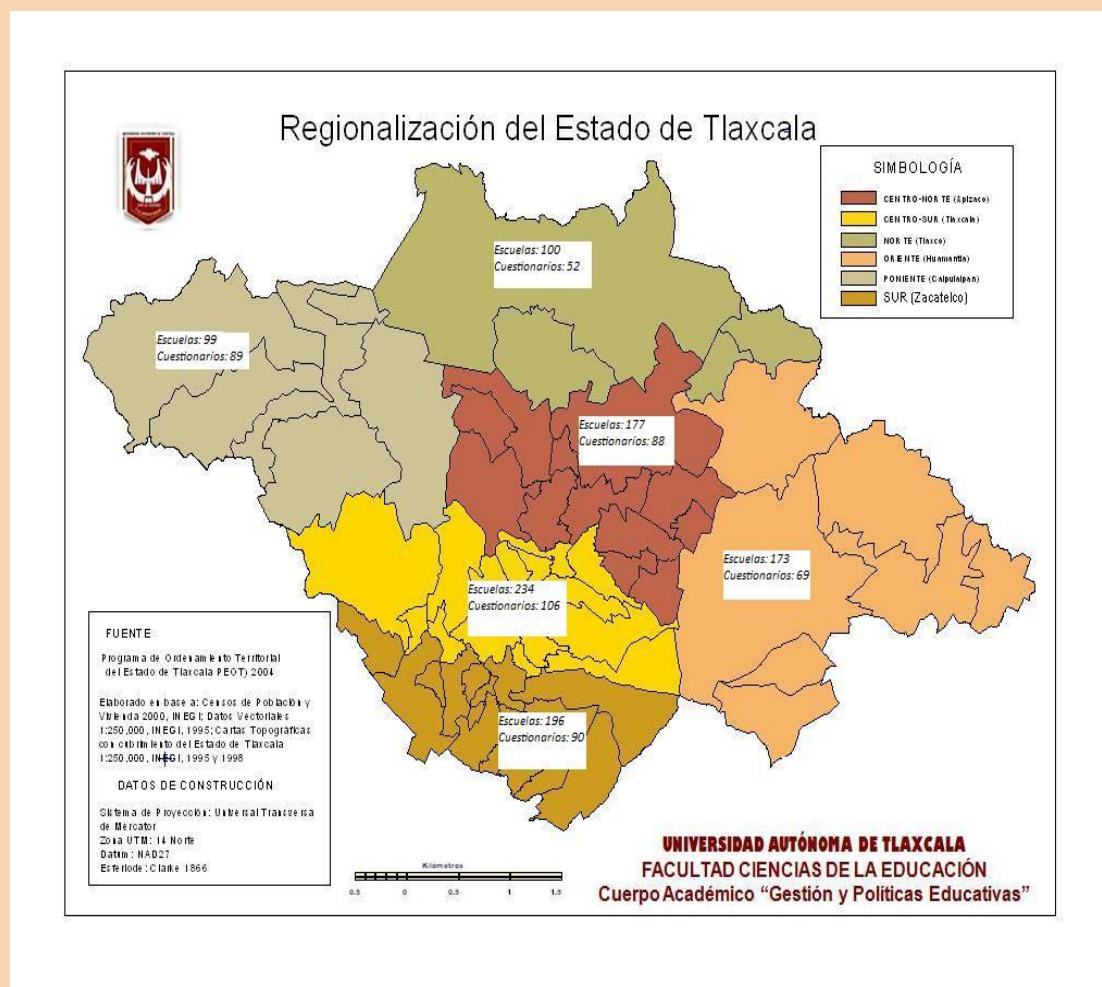 Regionalización del Estado de Tlaxcala
SIMBOLOGÍA
CENTRO-NORTE (Apizaco)
CENTRO-SUR (Tlaxcala)
NORTE (Tlaxco)
ORIENTE (Huamantla)
PONIENTE (Calpulalpan)
SUR (Zacatelco)
Escuelas: 100
Cuestionarios: 52
Escuelas: 99
Cuestionarios: 89
Escuelas: 177
Cuestionarios: 88
Escuelas: 173
Cuestionarios: 69
Escuelas: 234
Cuestionarios: 106
Escuelas: 196
Cuestionarios: 90
FUENTE
Programa de Ordenamiento Territorial
del Estado de Tlaxcala PEOT) 2004
Elaborado en base a: Censos de Población y
Vivienda 2000, INEGI; Datos Vectoriales
1:250,000, INEGI, 1995; Cartas Topográficas
con cubrimiento del Estado de Tlaxcala
1:250,000, INEGI, 1995 y 1998
DATOS DE CONSTRUCCIÓN
Sistema de Proyección: Universal Transversa
de Mercator
Zona UTM: 14 Norte
Datum: NAD27
Esferiode: Clarke 1866
Kilómetros
0.5 0 0.5 1 1.5
UNIVERSIDAD AUTÓNOMA DE TLAXCALA
FACULTAD CIENCIAS DE LA EDUCACIÓN
Cuerpo Académico “Gestión y Políticas Educativas”